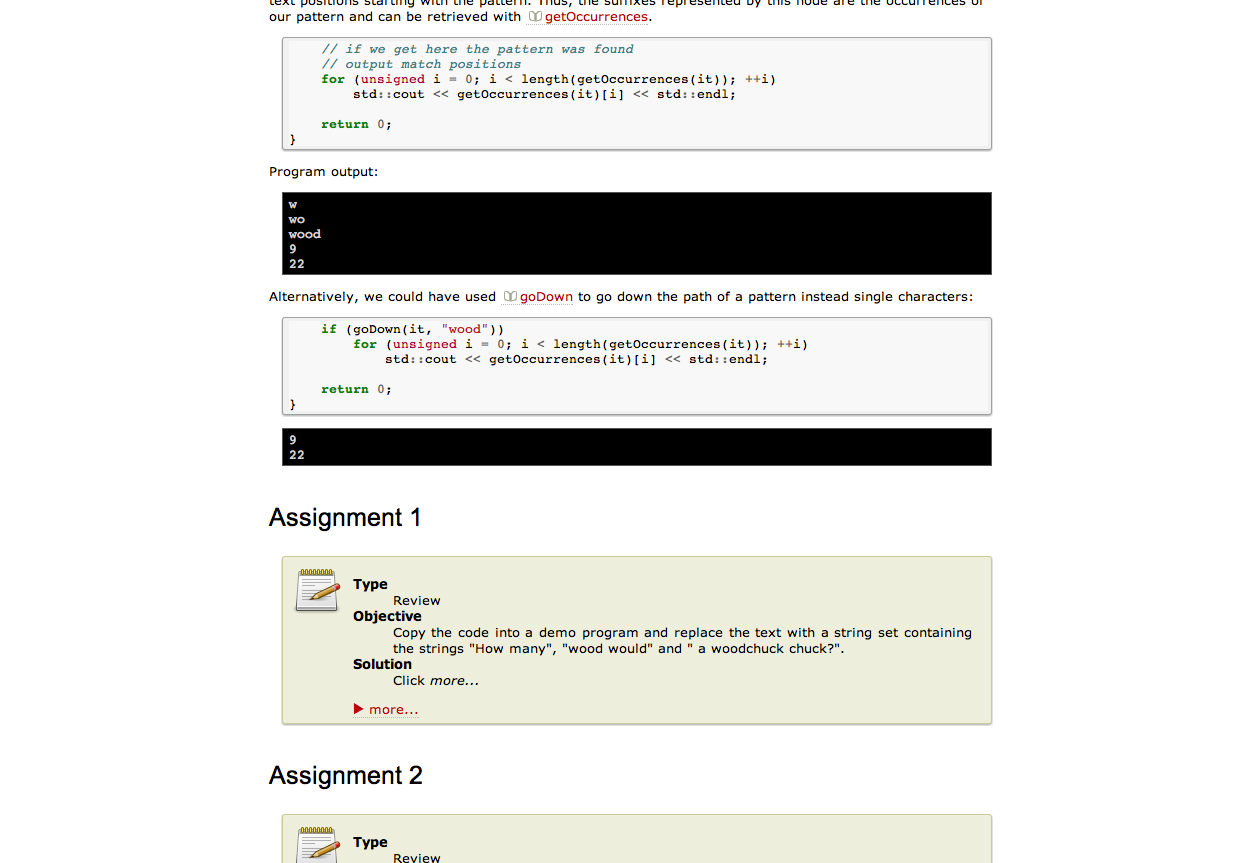 text positions starting with the pattern. Thus, the suffixes represented by this node are the occurrences of
our pattern and can be retrieved with getOccurrences.
// if we get here the pattern was found
// output match positions
for (unsigned i = 0; i < length(getOccurrences(it)); ++i)
std::cout << getOccurrences(it)[i] << std::endl;
return 0;
}
Program output:
w
wo
wood
9
22
Alternatively, we could have used goDown to go down the path of a pattern instead single characters:
if (goDown(it, "wood"))
for (unsigned i = 0; i < length(getOccurrences(it)); ++i)
std::cout << getOccurrences(it)[i] << std::endl;
return 0;
}
9
22
Assignment 1
Type
Review
Objective
Copy the code into a demo program and replace the text with a string set containing
the strings "How many", "wood would" and " a woodchuck chuck?".
Solution
Click more...
more...
Assignment 2
Type
Review